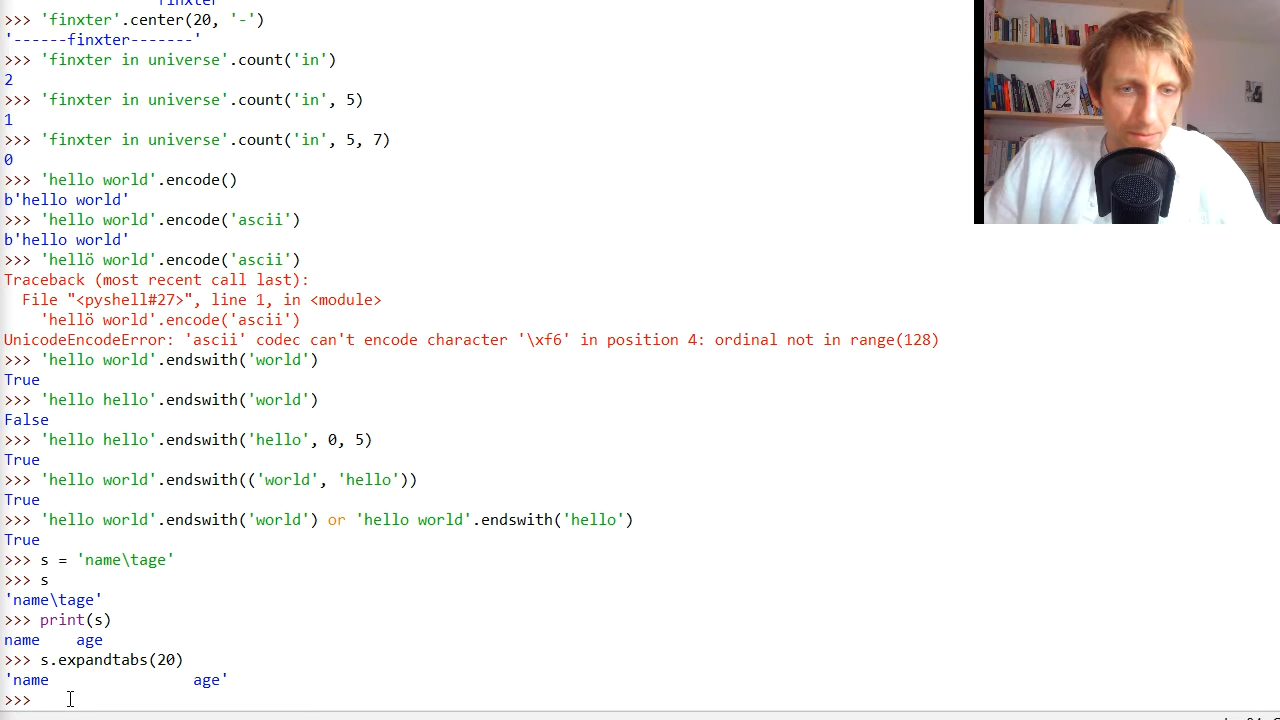 finxter
>>> 'finxter'.center(20, '-')
'------finxter-------'
>>> 'finxter in universe'.count('in')
2
>>> 'finxter in universe'.count('in', 5)
1
>>> 'finxter in universe'.count('in', 5, 7)
0
>>> 'hello world'.encode()
b'hello world'
>>> 'hello world'.encode('ascii')
b'hello world'
>>> 'hellö world'.encode('ascii')
Traceback (most recent call last):
  File "<pyshell#27>", line 1, in <module>
    'hellö world'.encode('ascii')
UnicodeEncodeError: 'ascii' codec can't encode character '\xf6' in position 4: ordinal not in range(128)
>>> 'hello world'.endswith('world')
True
>>> 'hello hello'.endswith('world')
False
>>> 'hello hello'.endswith('hello', 0, 5)
True
>>> 'hello world'.endswith(('world', 'hello'))
True
>>> 'hello world'.endswith('world') or 'hello world'.endswith('hello')
True
>>> s = 'name\tage'
>>> s
'name\tage'
>>> print(s)
name    age
>>> s.expandtabs(20)
'name                age'
>>>